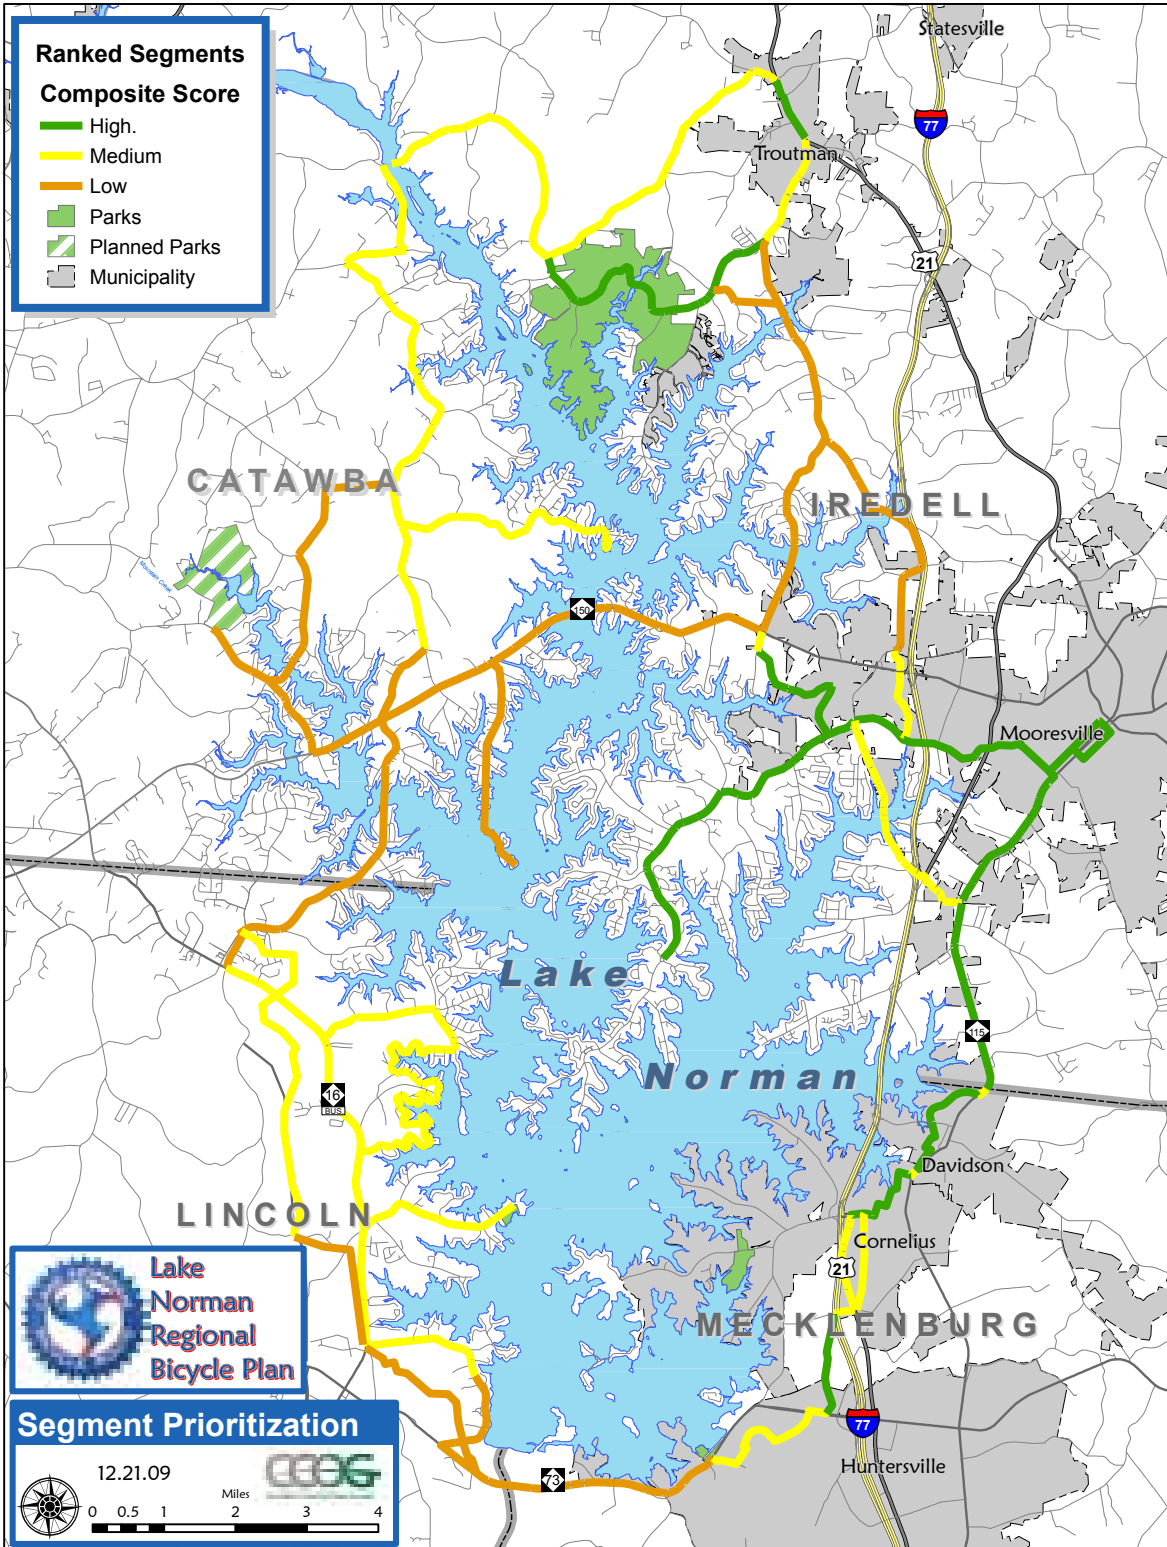 Ranked Segments
Composite Score
High.
Medium
Low
Parks
Planned Parks
Municipality
Statesville
77
Troutman
21
CATAWBA
IREDELL
Mountain Creek
150
Mooresville
Lake
Norman
115
16
BUS
Davidson
LINCOLN
Cornelius
21
MECKLENBURG
Lake
Norman
Regional
Bicycle Plan
77
Huntersville
73
Segment Prioritization
12.21.09
Miles
0 0.5 1 2 3 4